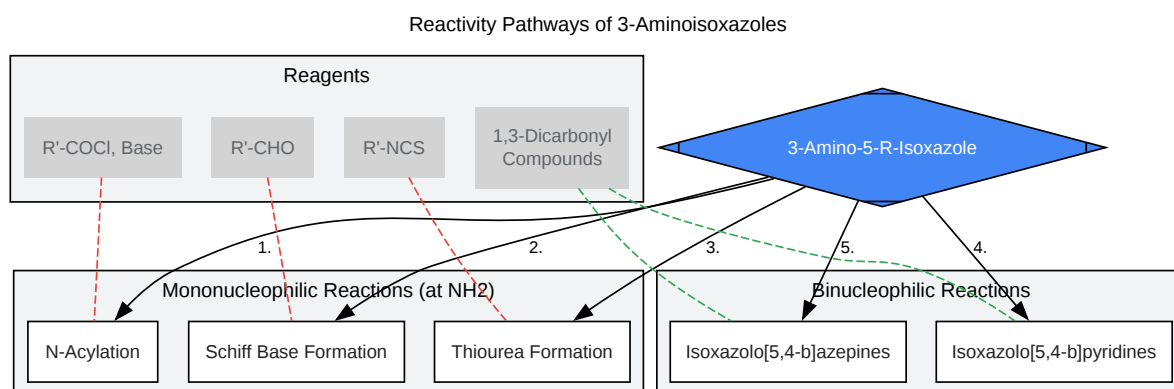 Reactivity Pathways of 3-Aminoisoxazoles
Reagents
R'-COCl, Base
R'-CHO
R'-NCS
1,3-Dicarbonyl
Compounds
3-Amino-5-R-Isoxazole
1.
2.
3.
5.
4.
Mononucleophilic Reactions (at NH2)
Binucleophilic Reactions
N-Acylation
Schiff Base Formation
Thiourea Formation
Isoxazolo[5,4-b]azepines
Isoxazolo[5,4-b]pyridines